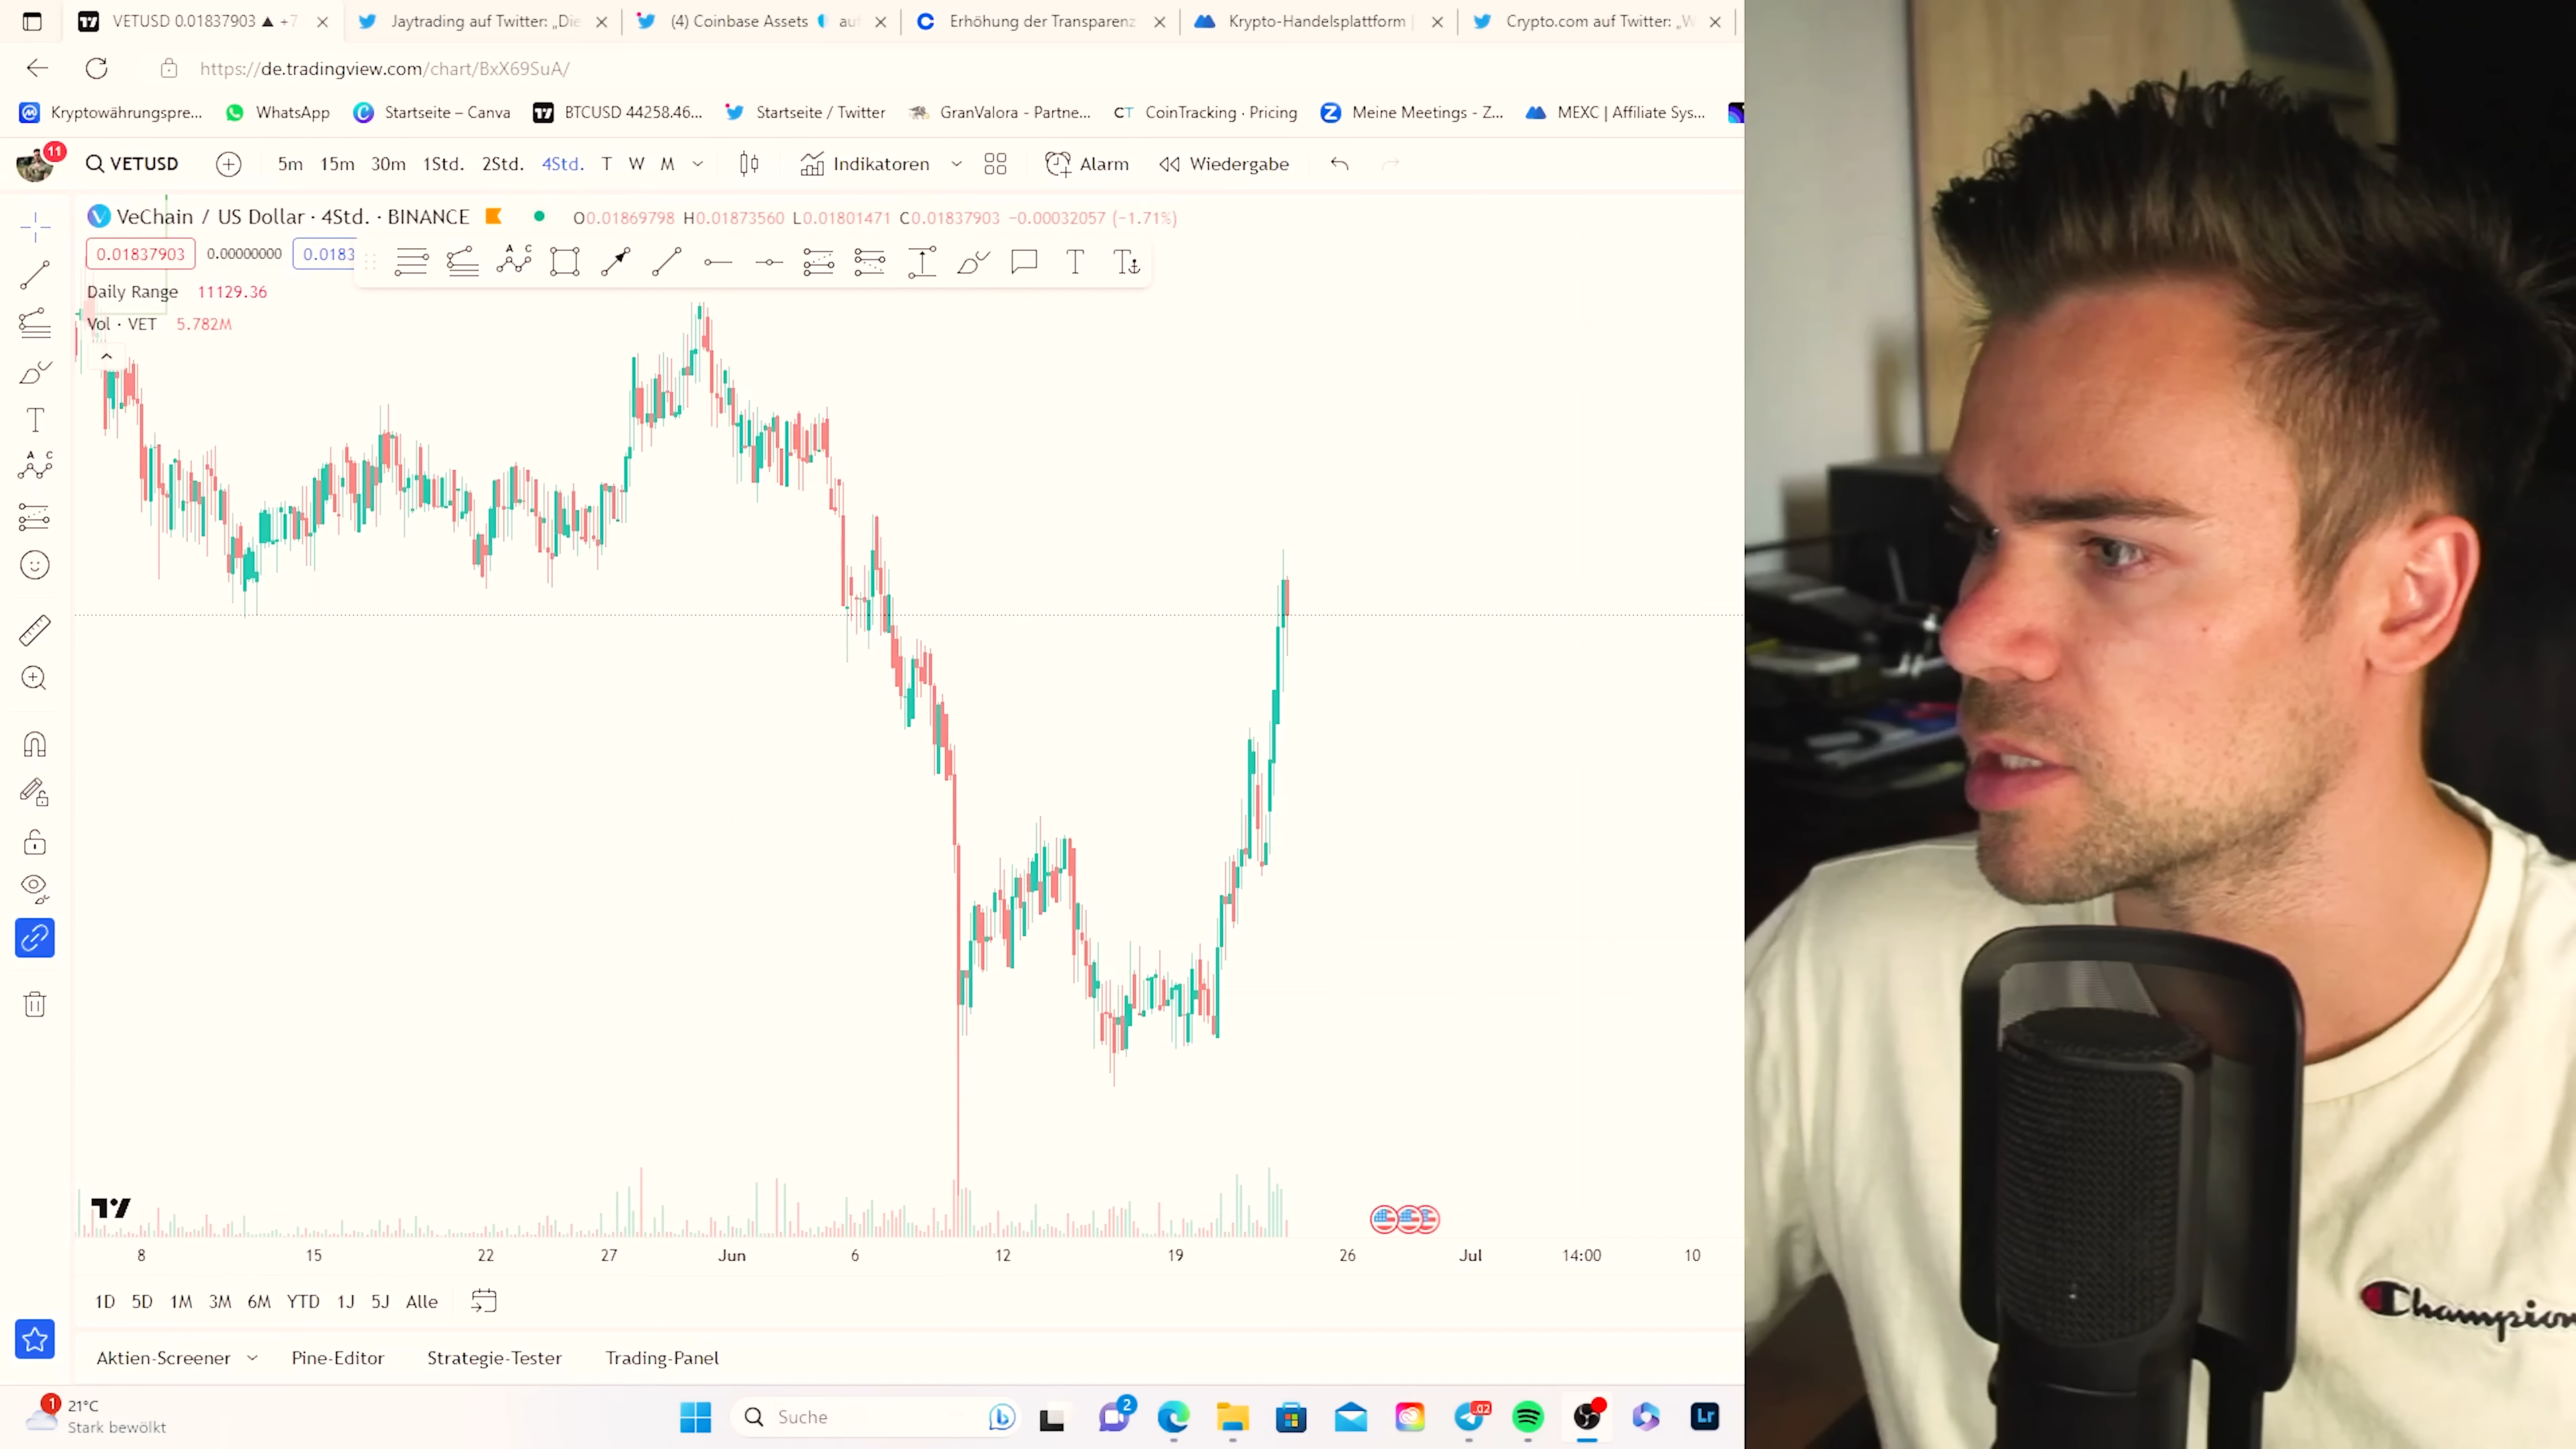 VETUSD 0.01837903 ▲ +7
Jaytrading auf Twitter: „Die
(4) Coinbase Assets
Erhöhung der Transparenz
Krypto-Handelsplattform |
Crypto.com auf Twitter: „W
https://de.tradingview.com/chart/BxX69SuA/
Kryptowährungspre...
WhatsApp
Startseite – Canva
BTCUSD 44258.46...
Startseite / Twitter
GranValora - Partne...
CT CoinTracking · Pricing
Meine Meetings - Z...
MEXC | Affiliate Sys...
11
VETUSD
5m 15m 30m 1Std. 2Std. 4Std. T W M
Indikatoren
Alarm
Wiedergabe
VeChain / US Dollar · 4Std. · BINANCE
O0.01869798 H0.01873560 L0.01801471 C0.01837903 −0.00032057 (−1.71%)
0.01837903 0.00000000 0.0183
Daily Range 11129.36
Vol · VET 5.782M
8 15 22 27 Jun 6 12 19 26 Jul 14:00 10
1D 5D 1M 3M 6M YTD 1J 5J Alle
Aktien-Screener Pine-Editor Strategie-Tester Trading-Panel
1
21°C
Stark bewölkt
Suche
2
.02
Lr
Champion